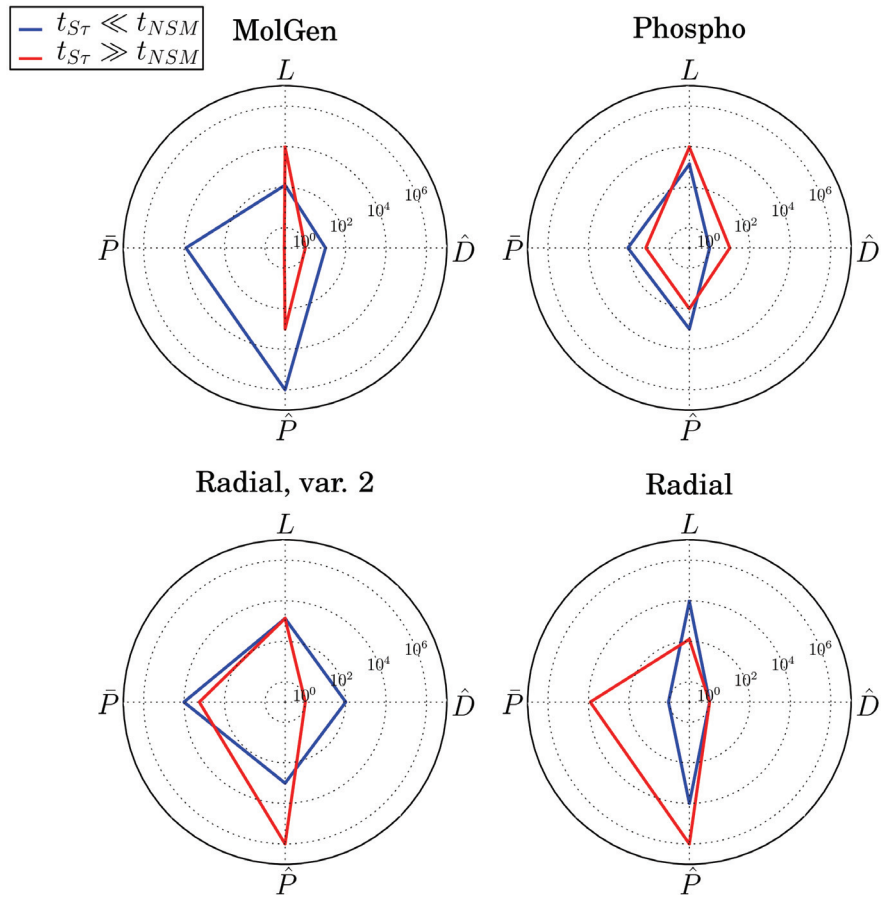 t_{Sτ} ≪ t_{NSM}
t_{Sτ} ≫ t_{NSM}
MolGen
Phospho
L
L
10^0 10^2 10^4 10^6
10^0 10^2 10^4 10^6
P̄
D̂
P̄
D̂
P̂
P̂
Radial, var. 2
Radial
L
L
10^0 10^2 10^4 10^6
10^0 10^2 10^4 10^6
P̄
D̂
P̄
D̂
P̂
P̂